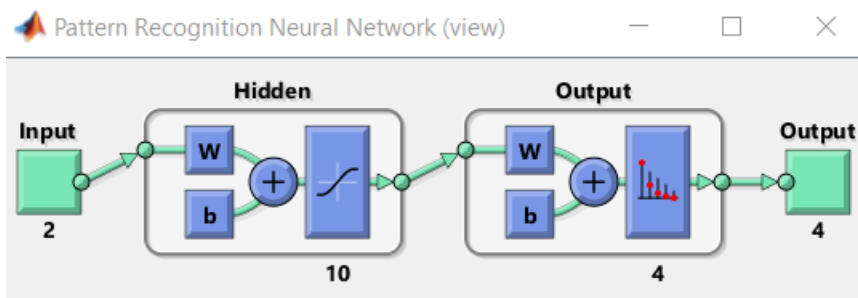 Pattern Recognition Neural Network (view)
Hidden
Output
Input
Output
W
W
b
b
2
4
10
4